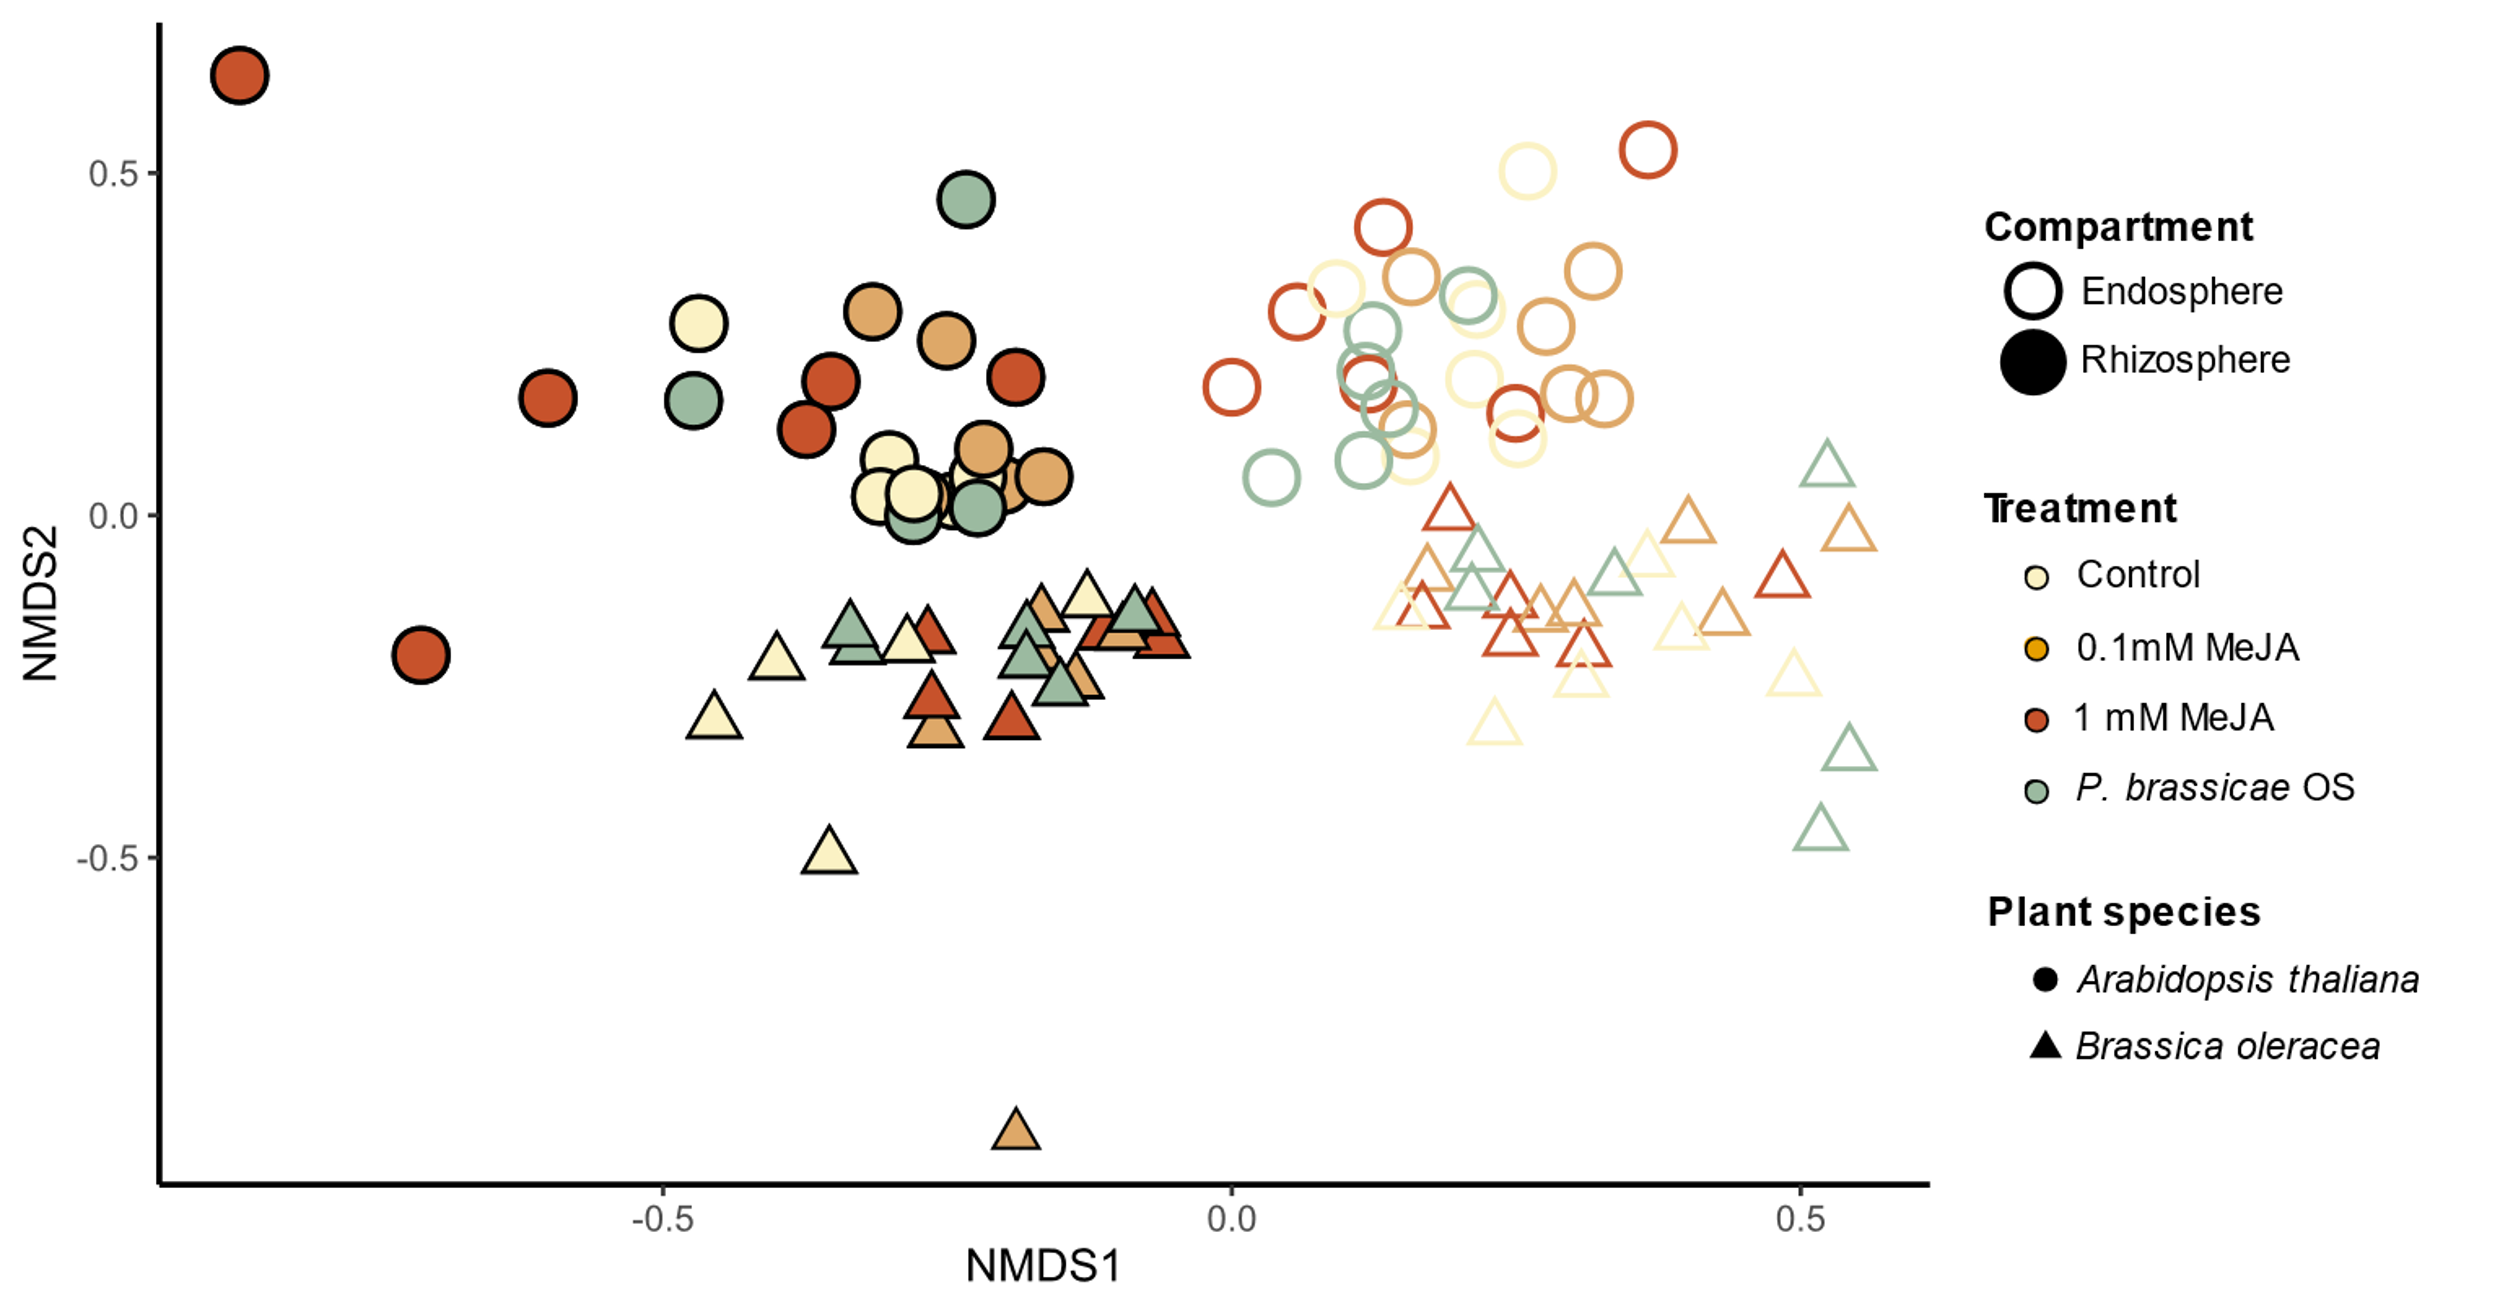 0.5
0.0
-0.5
NMDS2
-0.5
0.0
0.5
NMDS1
Compartment
Endosphere
Rhizosphere
Treatment
Control
0.1mM MeJA
1 mM MeJA
P. brassicae OS
Plant species
Arabidopsis thaliana
Brassica oleracea